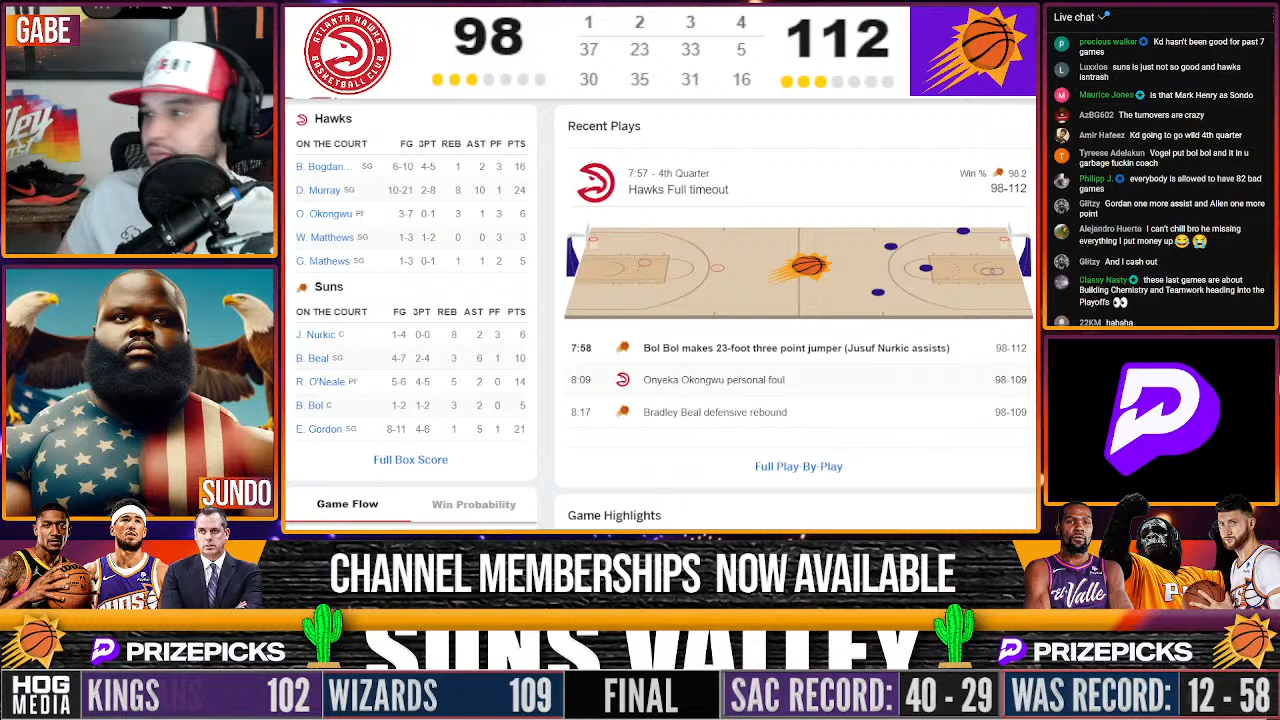 GABE
ATLANTA HAWKS
BASKETBALL CLUB
98
1 2 3 4
37 23 33 5
30 35 31 16
112
Hawks
ON THE COURT FG 3PT REB AST PF PTS
B. Bogdan... SG 6-10 4-5 1 2 3 16
D. Murray SG 10-21 2-8 8 10 1 24
O. Okongwu PF 3-7 0-1 3 1 3 6
W. Matthews SG 1-3 1-2 0 0 3 3
G. Mathews SG 1-3 0-1 1 1 2 5
Suns
ON THE COURT FG 3PT REB AST PF PTS
J. Nurkic C 1-4 0-0 8 2 3 6
B. Beal SG 4-7 2-4 3 6 1 10
R. O'Neale PF 5-6 4-5 5 2 0 14
B. Bol C 1-2 1-2 3 2 0 5
E. Gordon SG 8-11 4-6 1 5 1 21
Full Box Score
Game Flow Win Probability
Recent Plays
7:57 - 4th Quarter
Hawks Full timeout
Win % 98.2
98-112
7:58 Bol Bol makes 23-foot three point jumper (Jusuf Nurkic assists) 98-112
8:09 Onyeka Okongwu personal foul 98-109
8:17 Bradley Beal defensive rebound 98-109
Full Play-By-Play
Game Highlights
Live chat
precious walker Kd hasn't been good for past 7
games
Luxxioe suns is just not so good and hawks
isntrash
Maurice Jones is that Mark Henry as Sondo
AzBG602 The turnovers are crazy
Amir Hafeez Kd going to go wild 4th quarter
Tyreese Adelakun Vogel put bol bol and it in u
garbage fuckin coach
Philipp J. everybody is allowed to have 82 bad
games
Glitzy Gordan one more assist and Allen one more
point
Alejandro Huerta I can't chill bro he missing
everything I put money up 😂😭
Glitzy And I cash out
Classy Nasty these last games are about
Building Chemistry and Teamwork heading into the
Playoffs 👀
22KM hahaha
SUNDO
CHANNEL MEMBERSHIPS NOW AVAILABLE
PRIZEPICKS
SUNS VALLEY
PRIZEPICKS
HOG
MEDIA
KINGS 102 WIZARDS 109 FINAL SAC RECORD: 40 - 29 WAS RECORD: 12 - 58